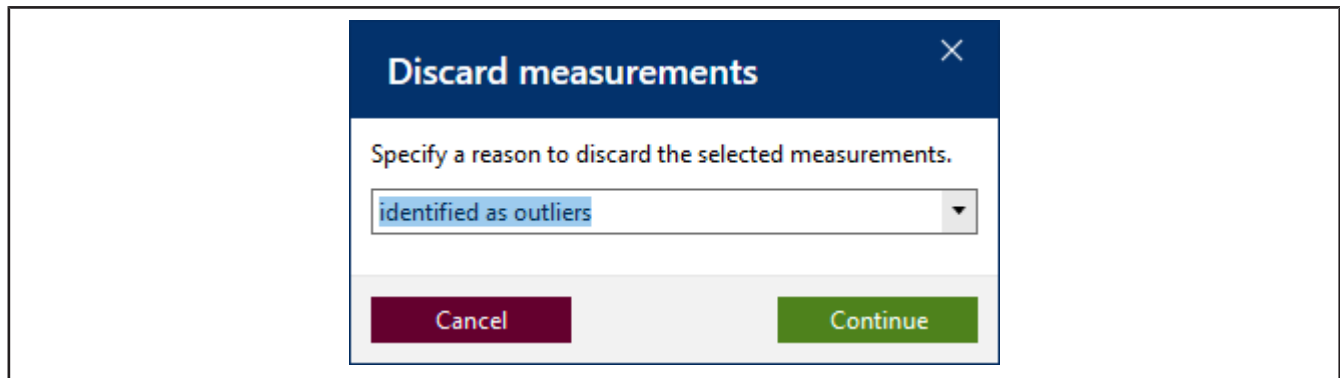 Discard measurements
Specify a reason to discard the selected measurements.
identified as outliers
Cancel
Continue